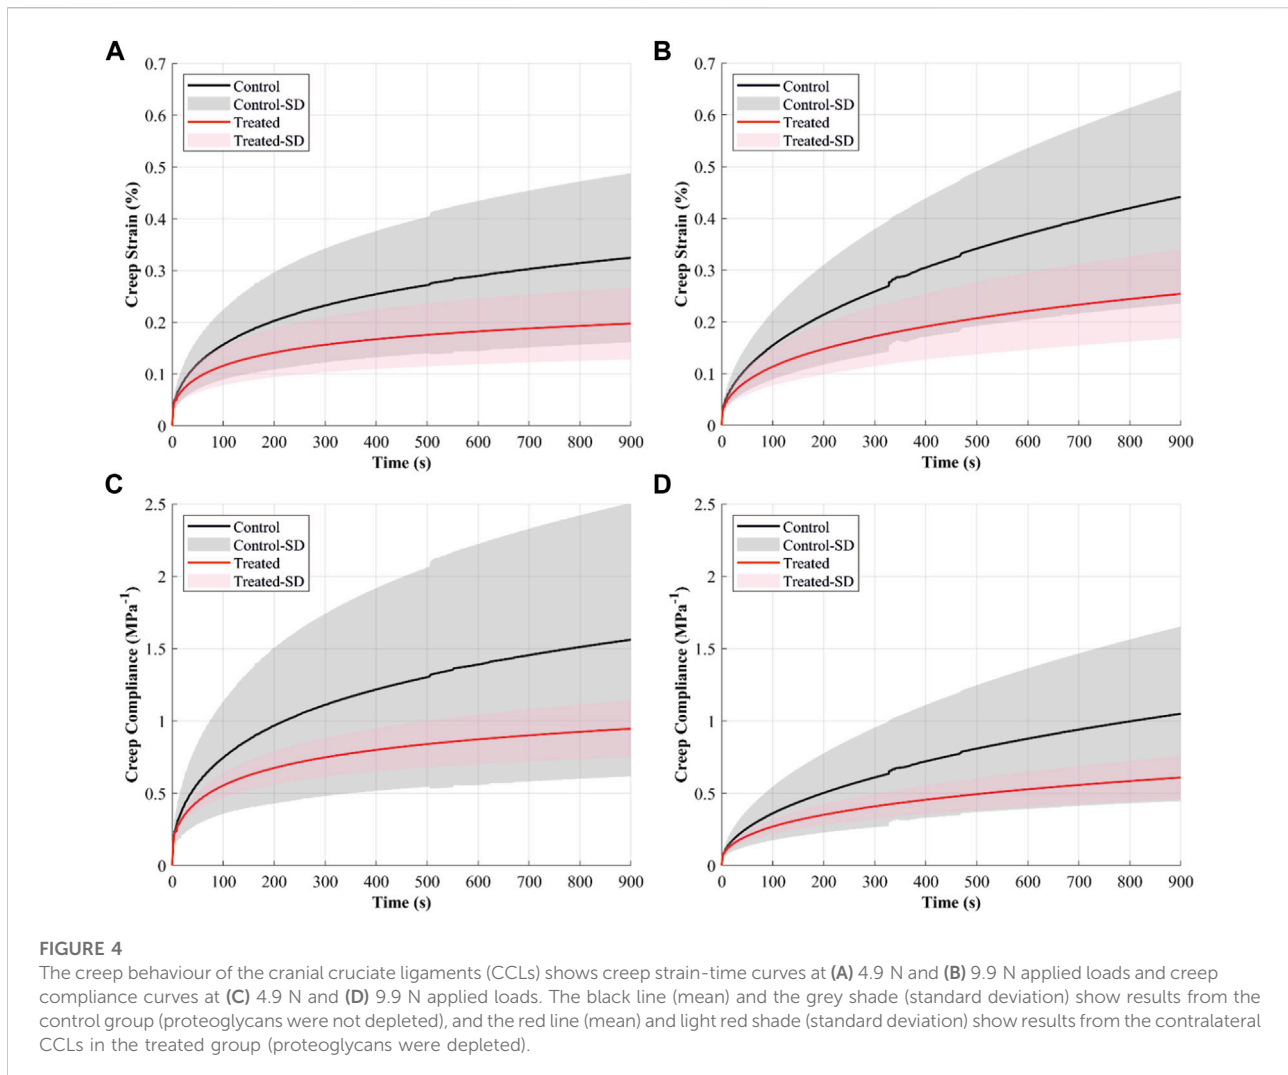 A
0.7
0.6
0.5
0.4
0.3
0.2
0.1
0
Creep Strain (%)
Control
Control-SD
Treated
Treated-SD
0 100 200 300 400 500 600 700 800 900
Time (s)
B
0.7
0.6
0.5
0.4
0.3
0.2
0.1
0
Creep Strain (%)
Control
Control-SD
Treated
Treated-SD
0 100 200 300 400 500 600 700 800 900
Time (s)
C
2.5
2
1.5
1
0.5
0
Creep Compliance (MPa⁻¹)
Control
Control-SD
Treated
Treated-SD
0 100 200 300 400 500 600 700 800 900
Time (s)
D
2.5
2
1.5
1
0.5
0
Creep Compliance (MPa⁻¹)
Control
Control-SD
Treated
Treated-SD
0 100 200 300 400 500 600 700 800 900
Time (s)
FIGURE 4
The creep behaviour of the cranial cruciate ligaments (CCLs) shows creep strain-time curves at (A) 4.9 N and (B) 9.9 N applied loads and creep
compliance curves at (C) 4.9 N and (D) 9.9 N applied loads. The black line (mean) and the grey shade (standard deviation) show results from the
control group (proteoglycans were not depleted), and the red line (mean) and light red shade (standard deviation) show results from the contralateral
CCLs in the treated group (proteoglycans were depleted).